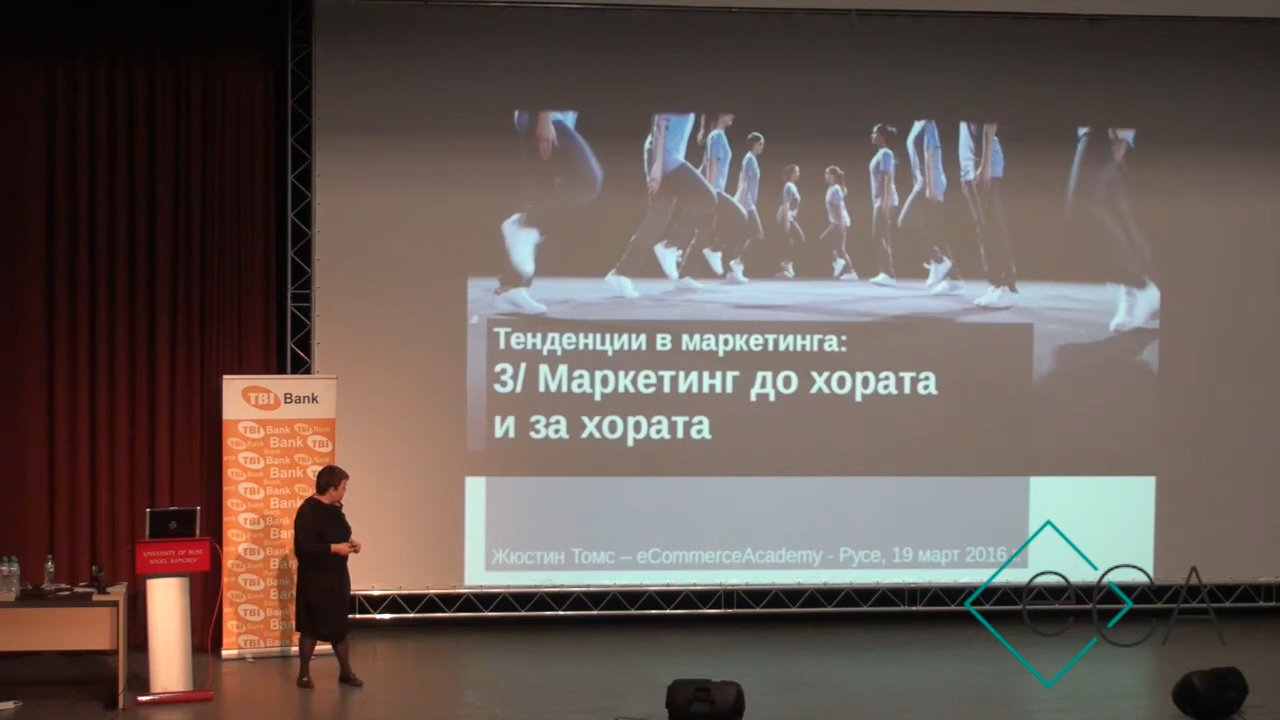 Тенденции в маркетинга:
3/ Маркетинг до хората
и за хората
Жюстин Томс – eCommerceAcademy - Русе, 19 март 2016 г
TBI Bank
UNIVERSITY OF RUSE
"ANGEL KANCHEV"
eCA